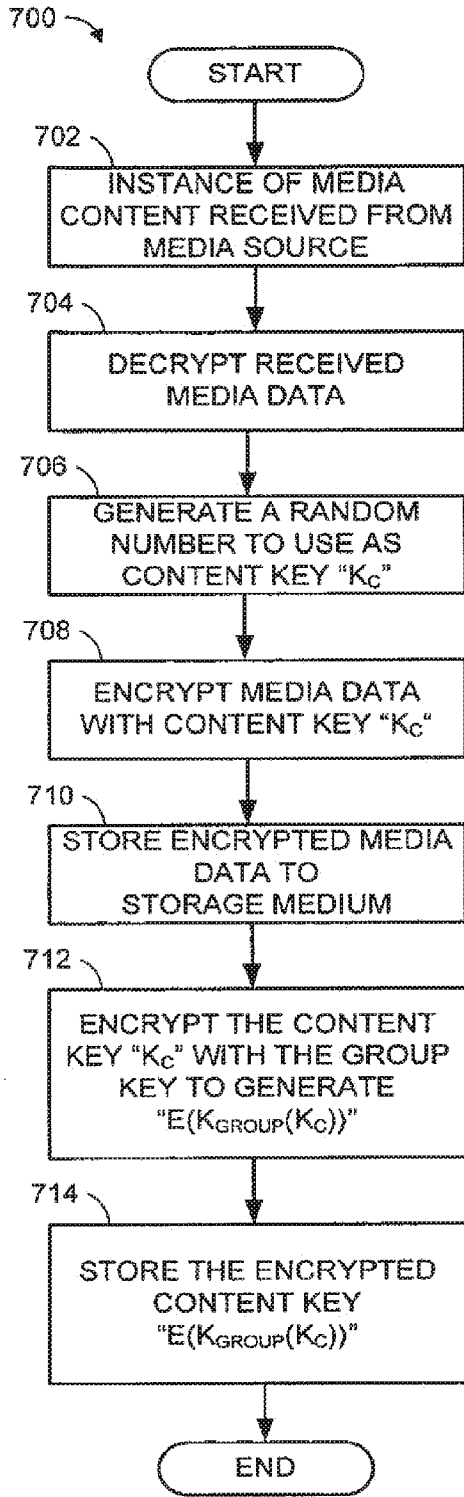 700
START
702
INSTANCE OF MEDIA
CONTENT RECEIVED FROM
MEDIA SOURCE
704
DECRYPT RECEIVED
MEDIA DATA
706
GENERATE A RANDOM
NUMBER TO USE AS
CONTENT KEY “KC”
708
ENCRYPT MEDIA DATA
WITH CONTENT KEY “KC“
710
STORE ENCRYPTED MEDIA
DATA TO
STORAGE MEDIUM
712
ENCRYPT THE CONTENT
KEY “KC” WITH THE GROUP
KEY TO GENERATE
“E(KGROUP(KC))”
714
STORE THE ENCRYPTED
CONTENT KEY
“E(KGROUP(KC))”
END